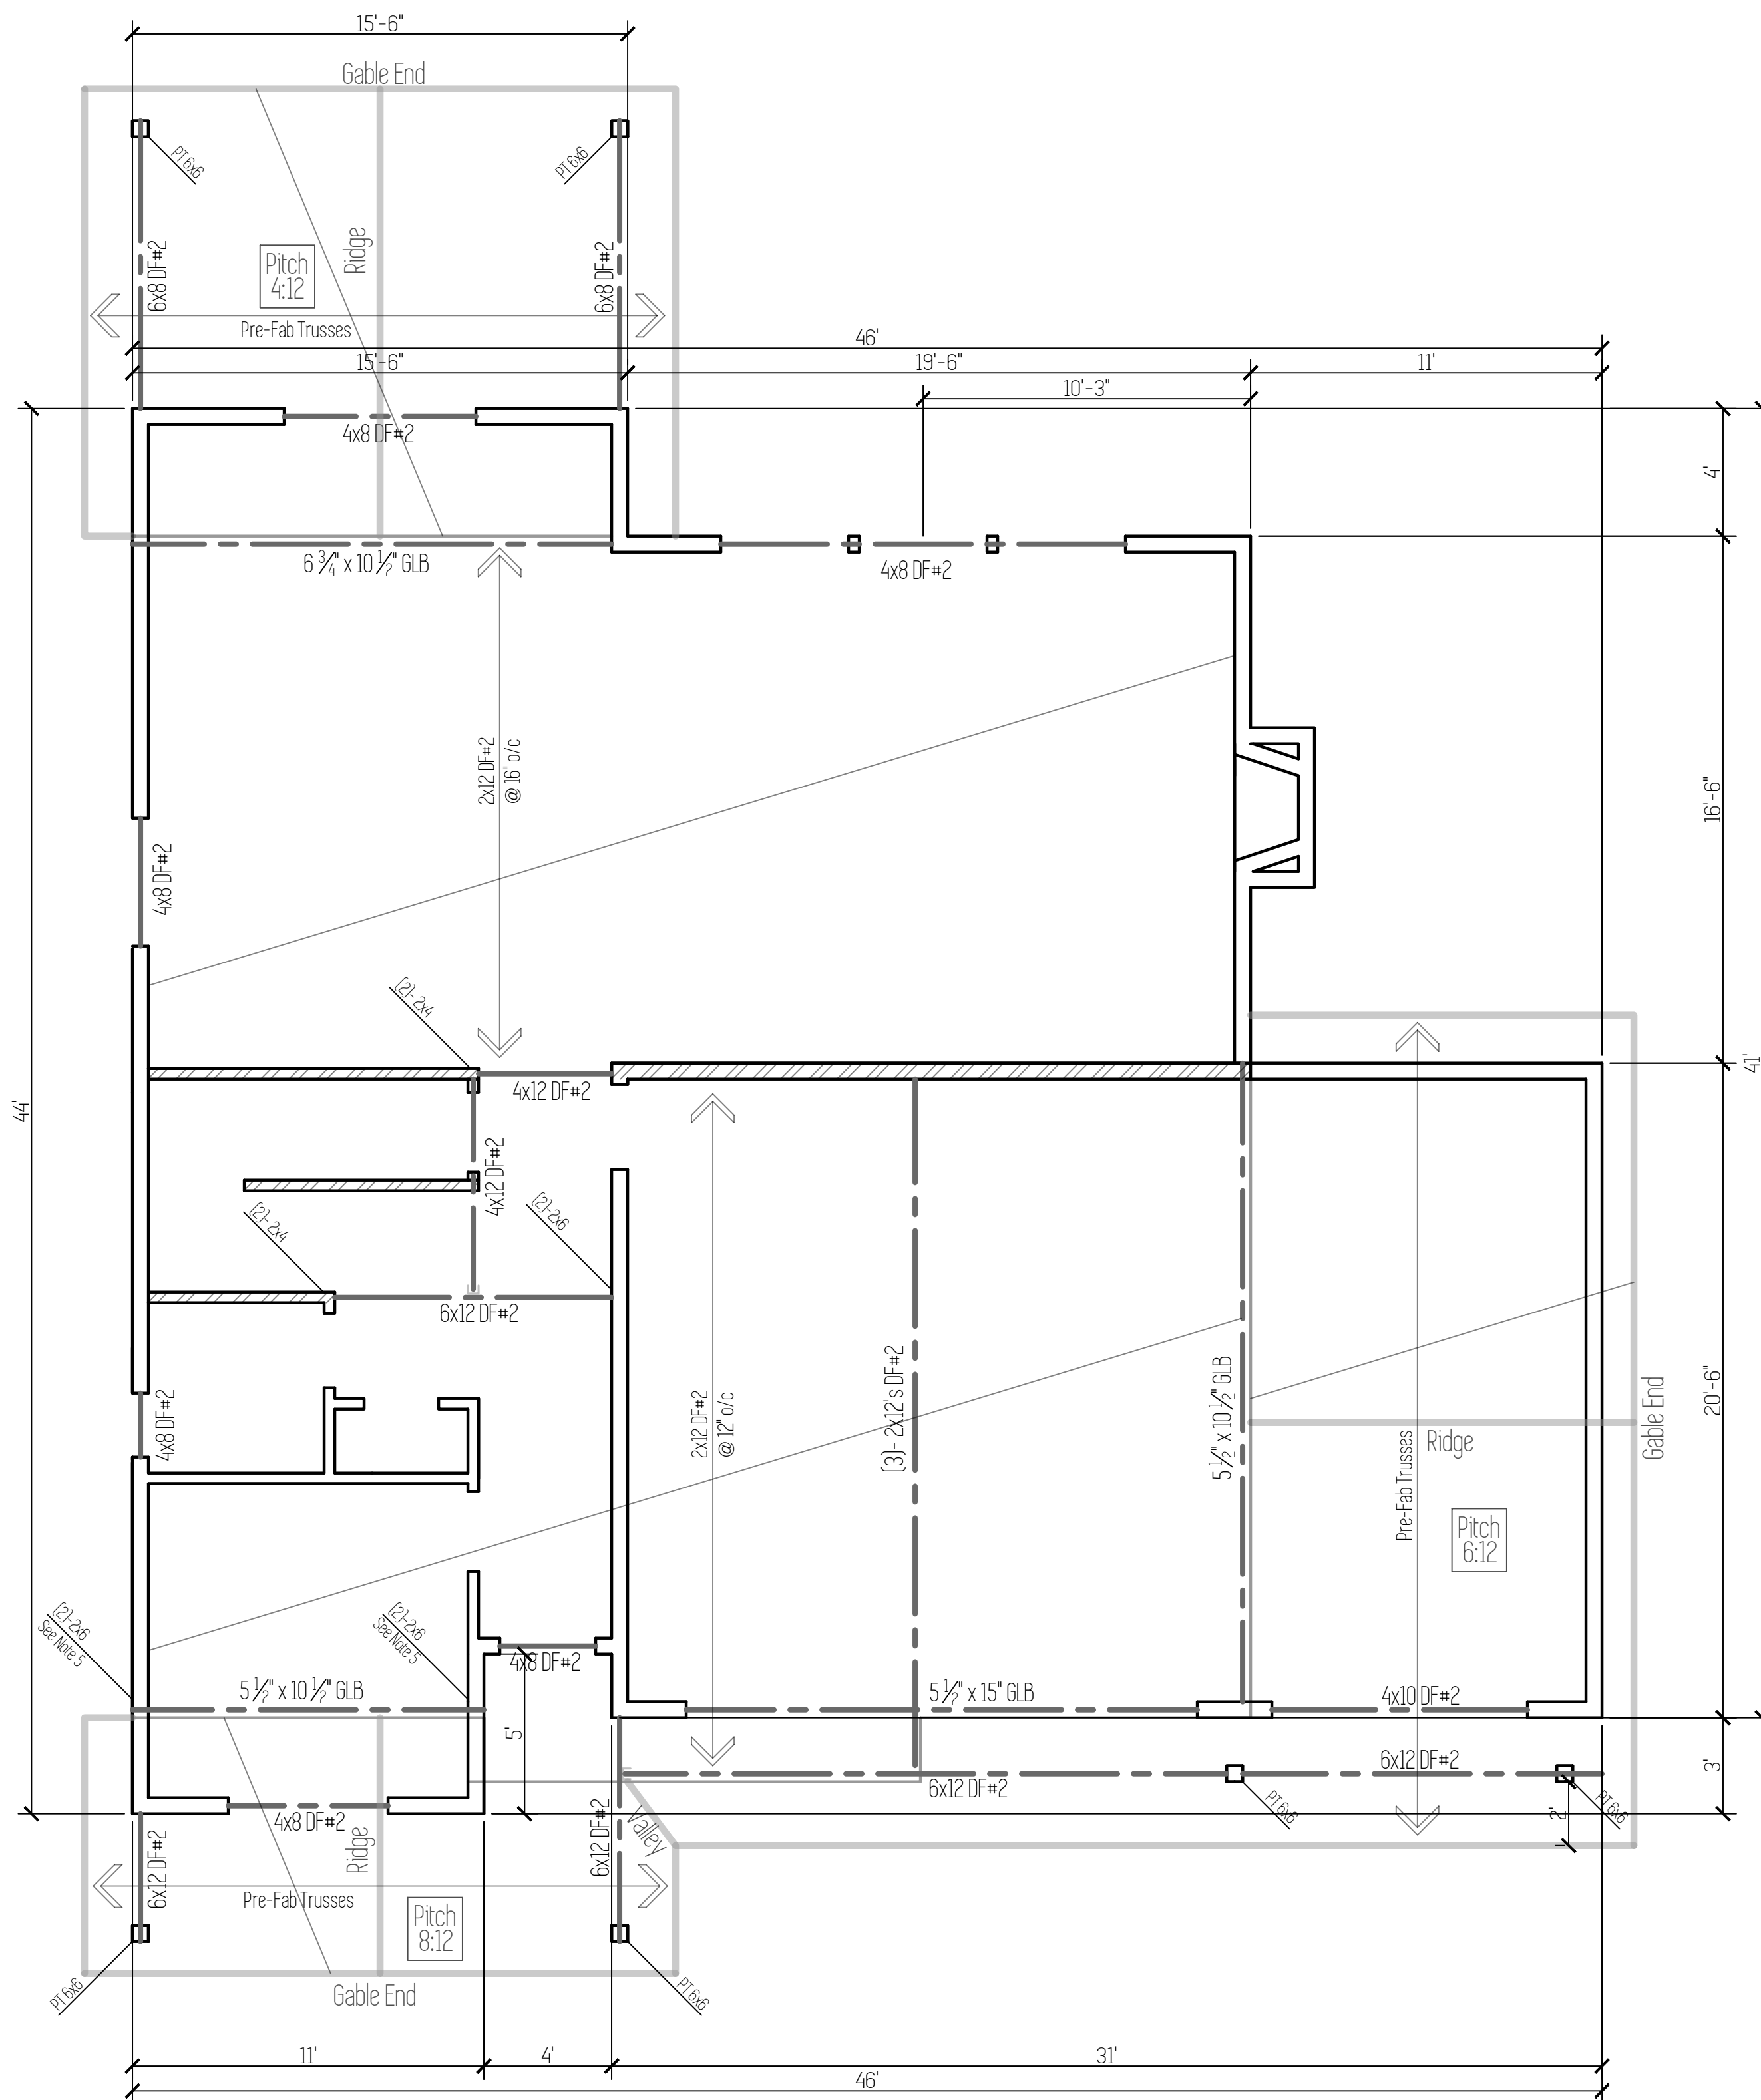 15'-6"
Gable End
PT 6x6
PT 6x6
6x8 DF#2
Pitch
4:12
Ridge
6x8 DF#2
Pre-Fab Trusses
46'
15'-6"
19'-6"
11'
10'-3"
4x8 DF#2
4'
6 3/4" x 10 1/2" GLB
4x8 DF#2
2x12 DF#2
@ 16" o/c
16'-6"
4x8 DF#2
(2)-2x4
4x12 DF#2
41'
44'
4x12 DF#2
(2)-2x4
(2)-2x6
6x12 DF#2
4x8 DF#2
2x12 DF#2
@ 12" o/c
(3)- 2x12's DF#2
5 1/2" x 10 1/2" GLB
Pre-Fab Trusses
Ridge
Gable End
20'-6"
Pitch
6:12
(2)-2x6
See Note 5
(2)-2x6
See Note 5
4x8 DF#2
5 1/2" x 10 1/2" GLB
5 1/2" x 15" GLB
4x10 DF#2
5'
6x12 DF#2
6x12 DF#2
3'
4x8 DF#2
PT 6x6
PT 6x6
2'
6x12 DF#2
Ridge
6x12 DF#2
Valley
Pre-Fab Trusses
Pitch
8:12
PT 6x6
Gable End
PT 6x6
11'
4'
31'
46'